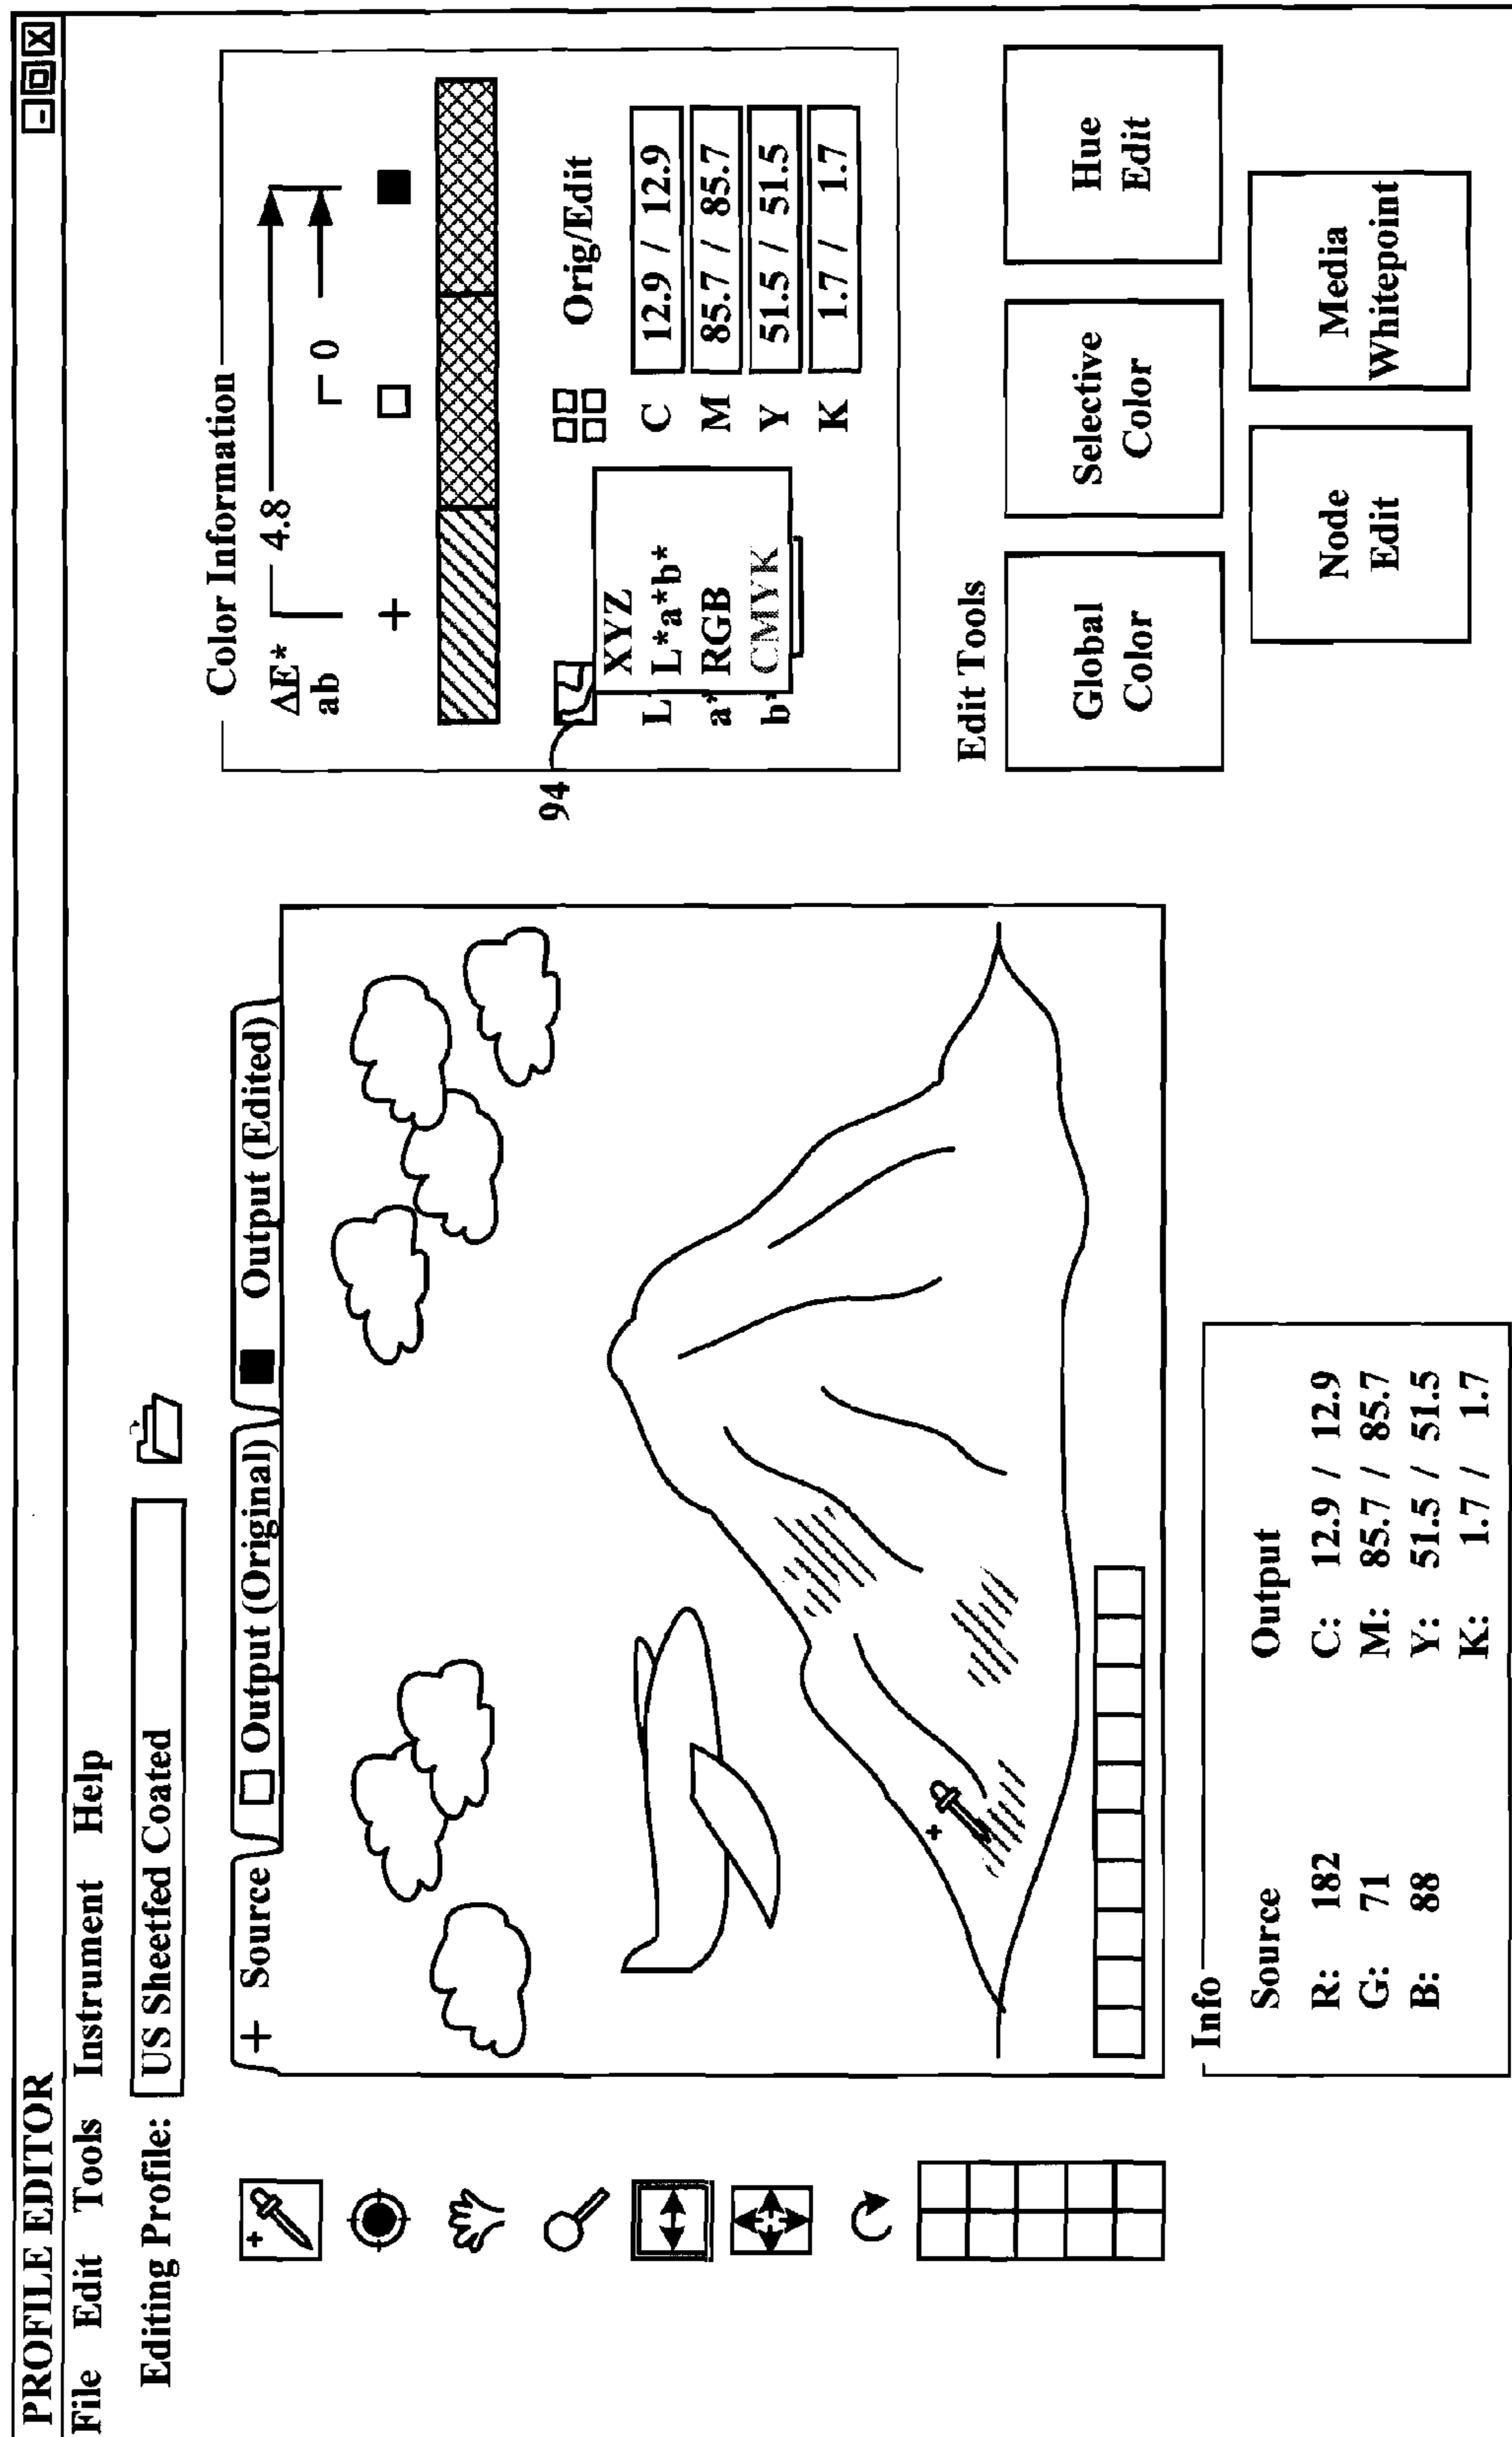 PROFILE EDITOR
File Edit Tools Instrument Help
Editing Profile: US Sheetfed Coated
+ Source
Output (Original)
Output (Edited)
Color Information
ΔE*
ab
4.8
0
+
94
XYZ
L*a*b*
RGB
CMYK
L*
a*
b*
Orig/Edit
C 12.9 / 12.9
M 85.7 / 85.7
Y 51.5 / 51.5
K 1.7 / 1.7
Edit Tools
Global
Color
Selective
Color
Hue
Edit
Node
Edit
Media
Whitepoint
Info
Source Output
R: 182 C: 12.9 / 12.9
G: 71 M: 85.7 / 85.7
B: 88 Y: 51.5 / 51.5
K: 1.7 / 1.7